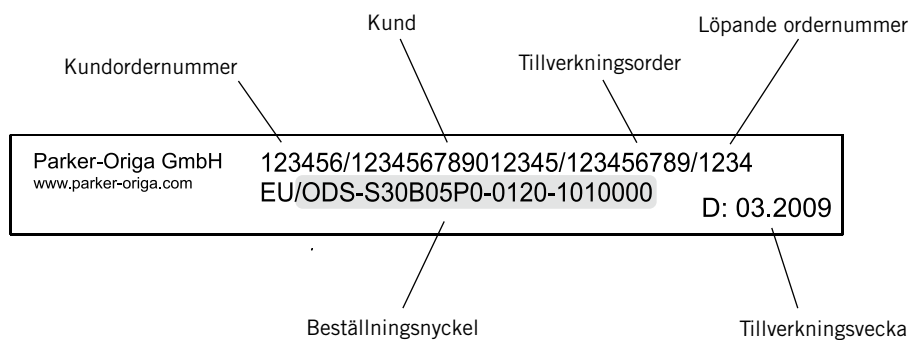 Kund
Löpande ordernummer
Kundordernummer
Tillverkningsorder
Parker-Origa GmbH
www.parker-origa.com
123456/123456789012345/123456789/1234
EU/ODS-S30B05P0-0120-1010000
D: 03.2009
Beställningsnyckel
Tillverkningsvecka